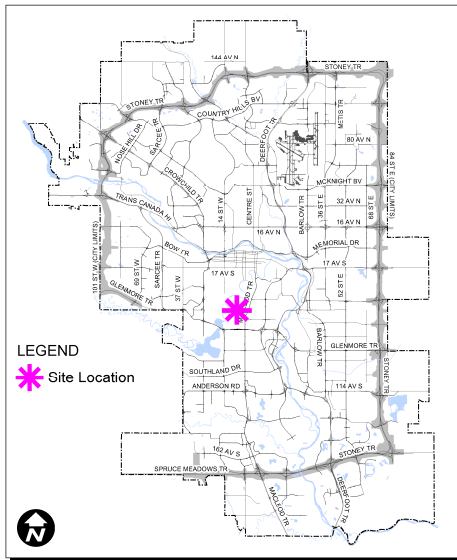 144 AV N
STONEY TR
STONEY TR
COUNTRY HILLS BV
NOSE HILL DR
SARCEE TR
DEERFOOT TR
METIS TR
80 AV N
CROWCHILD TR
14 ST W
CENTRE ST
MCKNIGHT BV
BARLOW TR
36 ST E
32 AV N
68 ST E
84 ST E (CITY LIMITS)
TRANS CANADA HI
16 AV N
16 AV N
101 ST W (CITY LIMITS)
BOW TR
MEMORIAL DR
69 ST W
SARCEE TR
37 ST W
17 AV S
17 AV S
52 ST E
GLENMORE TR
OD TR
BARLOW TR
GLENMORE TR
STONEY TR
LEGEND
Site Location
SOUTHLAND DR
ANDERSON RD
114 AV S
162 AV S
STONEY TR
SPRUCE MEADOWS TR
MACLEOD TR
DEERFOOT TR
N